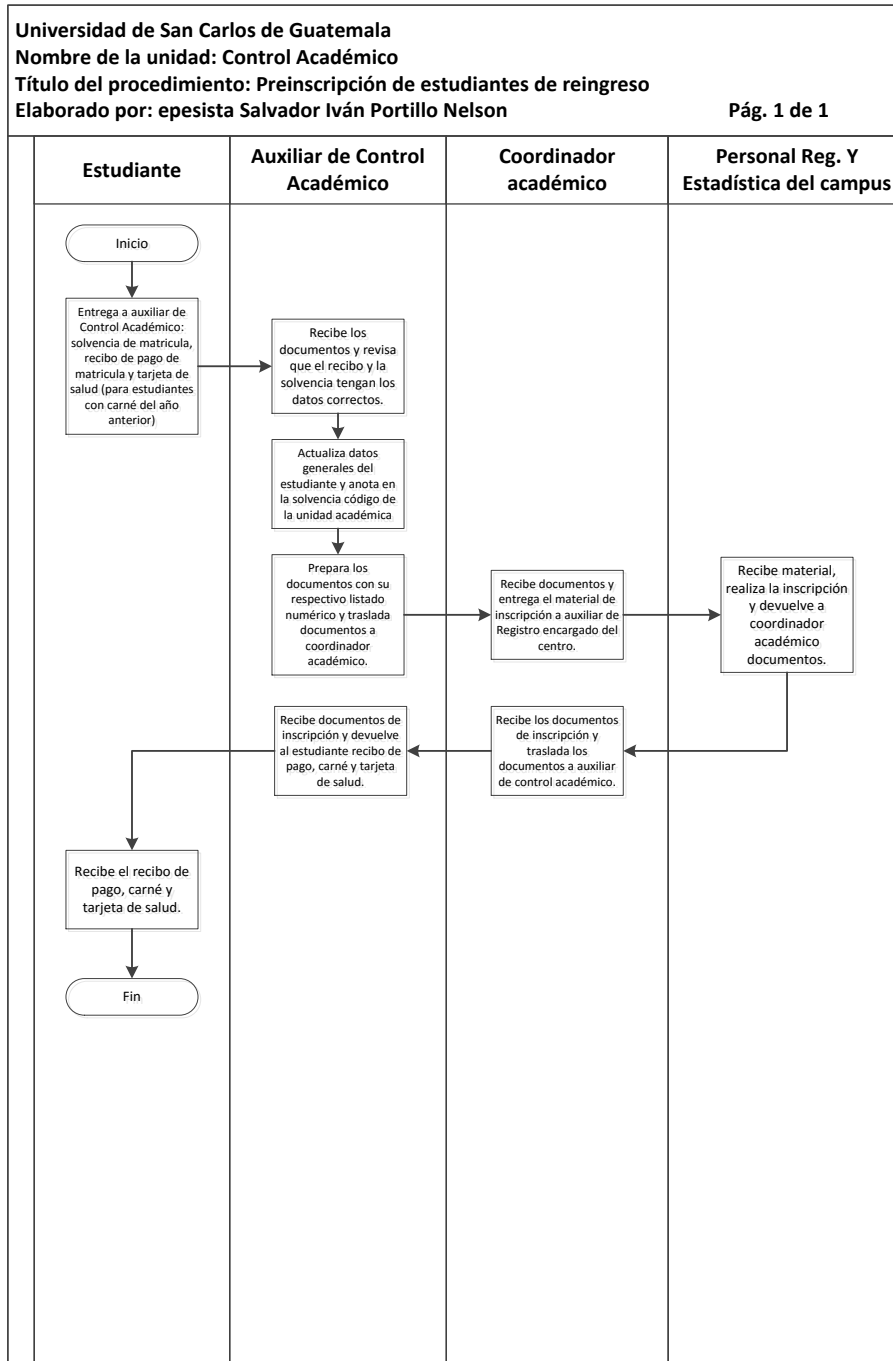 Universidad de San Carlos de Guatemala
Nombre de la unidad: Control Académico
Título del procedimiento: Preinscripción de estudiantes de reingreso
Elaborado por: epesista Salvador Iván Portillo Nelson Pág. 1 de 1
Estudiante
Auxiliar de Control
Académico
Coordinador
académico
Personal Reg. Y
Estadística del campus
Inicio
Entrega a auxiliar de
Control Académico:
solvencia de matricula,
recibo de pago de
matricula y tarjeta de
salud (para estudiantes
con carné del año
anterior)
Recibe los
documentos y revisa
que el recibo y la
solvencia tengan los
datos correctos.
Actualiza datos
generales del
estudiante y anota en
la solvencia código de
la unidad académica
Prepara los
documentos con su
respectivo listado
numérico y traslada
documentos a
coordinador
académico.
Recibe documentos y
entrega el material de
inscripción a auxiliar de
Registro encargado del
centro.
Recibe material,
realiza la inscripción
y devuelve a
coordinador
académico
documentos.
Recibe los documentos
de inscripción y
traslada los
documentos a auxiliar
de control académico.
Recibe documentos de
inscripción y devuelve
al estudiante recibo de
pago, carné y tarjeta
de salud.
Recibe el recibo de
pago, carné y
tarjeta de salud.
Fin